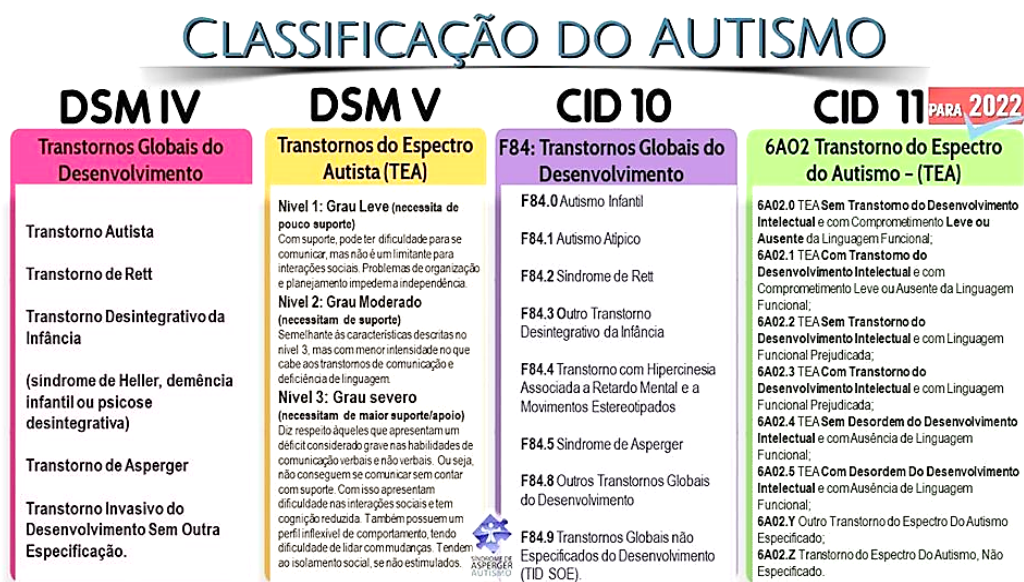 CLASSIFICAÇÃO DO AUTISMO
DSM IV
Transtornos Globais do
Desenvolvimento
Transtorno Autista
Transtorno de Rett
Transtorno Desintegrativo da
Infância
(síndrome de Heller, demência
infantil ou psicose
desintegrativa)
Transtorno de Asperger
Transtorno Invasivo do
Desenvolvimento Sem Outra
Especificação.
DSM V
Transtornos do Espectro
Autista (TEA)
Nivel 1: Grau Leve (necessita de
pouco suporte)
Com suporte, pode ter dificuldade para se
comunicar, mas não é um limitante para
interações sociais. Problemas de organização
e planejamento impedem a independência.
Nivel 2: Grau Moderado
(necessitam de suporte)
Semelhante às características descritas no
nível 3, mas com menor intensidade no que
cabe aos transtornos de comunicação e
deficiência de linguagem.
Nivel 3: Grau severo
(necessitam de maior suporte/apoio)
Diz respeito àqueles que apresentam um
déficit considerado grave nas habilidades de
comunicação verbais e não verbais. Ou seja,
não conseguem se comunicar sem contar
com suporte. Com isso apresentam
dificuldade nas interações sociais e tem
cognição reduzida. Também possuem um
perfil inflexível de comportamento, tendo
dificuldade de lidar com mudanças. Tendem
ao isolamento social, se não estimulados.
CID 10
F84: Transtornos Globais do
Desenvolvimento
F84.0 Autismo Infantil
F84.1 Autismo Atípico
F84.2 Síndrome de Rett
F84.3 Outro Transtorno
Desintegrativo da Infância
F84.4 Transtorno com Hipercinesia
Associada a Retardo Mental e a
Movimentos Estereotipados
F84.5 Síndrome de Asperger
F84.8 Outros Transtornos Globais
do Desenvolvimento
F84.9 Transtornos Globais não
Especificados do Desenvolvimento
(TID SOE).
SÍNDROME DE
ASPERGER
AUTISMO
CID 11 PARA 2022
6A02 Transtorno do Espectro
do Autismo – (TEA)
6A02.0 TEA Sem Transtorno do Desenvolvimento
Intelectual e com Comprometimento Leve ou
Ausente da Linguagem Funcional;
6A02.1 TEA Com Transtorno do
Desenvolvimento Intelectual e com
Comprometimento Leve ou Ausente da Linguagem
Funcional;
6A02.2 TEA Sem Transtorno do
Desenvolvimento Intelectual e com Linguagem
Funcional Prejudicada;
6A02.3 TEA Com Transtorno do
Desenvolvimento Intelectual e com Linguagem
Funcional Prejudicada;
6A02.4 TEA Sem Desordem do Desenvolvimento
Intelectual e com Ausência de Linguagem
Funcional;
6A02.5 TEA Com Desordem Do Desenvolvimento
Intelectual e com Ausência de Linguagem
Funcional;
6A02.Y Outro Transtorno do Espectro Do Autismo
Especificado;
6A02.Z Transtorno do Espectro Do Autismo, Não
Especificado.